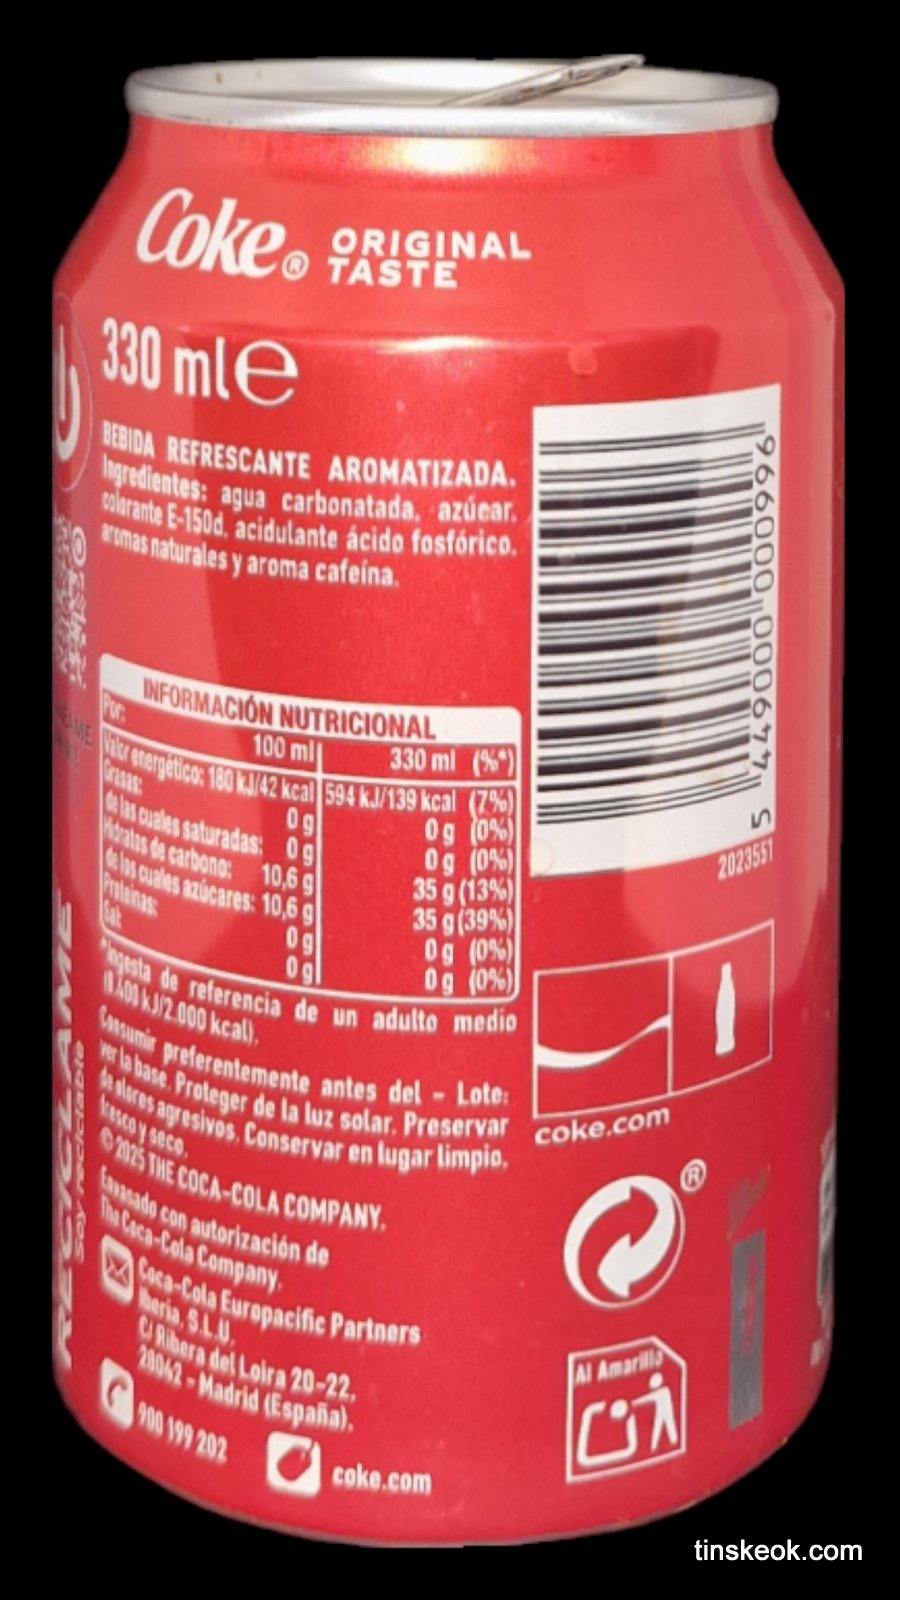 Coke® ORIGINAL
TASTE
330 ml e
BEBIDA REFRESCANTE AROMATIZADA.
Ingredientes: agua carbonatada, azúcar,
colorante E-150d, acidulante ácido fosfórico,
aromas naturales y aroma cafeína.
INFORMACIÓN NUTRICIONAL
Por: 100 ml 330 ml (%*)
Valor energético: 180 kJ/42 kcal 594 kJ/139 kcal (7%)
Grasas: 0 g 0 g (0%)
de las cuales saturadas: 0 g 0 g (0%)
Hidratos de carbono: 10,6 g 35 g (13%)
de los cuales azúcares: 10,6 g 35 g (39%)
Proteínas: 0 g 0 g (0%)
Sal: 0 g 0 g (0%)
*Ingesta de referencia de un adulto medio
(8.400 kJ/2.000 kcal).
Consumir preferentemente antes del - Lote:
ver la base. Proteger de la luz solar. Preservar
de olores agresivos. Conservar en lugar limpio,
fresco y seco.
© 2025 THE COCA-COLA COMPANY.
Envasado con autorización de
The Coca-Cola Company.
Coca-Cola Europacific Partners
Iberia, S.L.U.
C/ Ribera del Loira 20-22.
28042 - Madrid (España).
900 199 202
coke.com
5 449000 000996
2023551
coke.com
®
Al Amarillo
RECICLAME
Soy reciclable
tinskeok.com